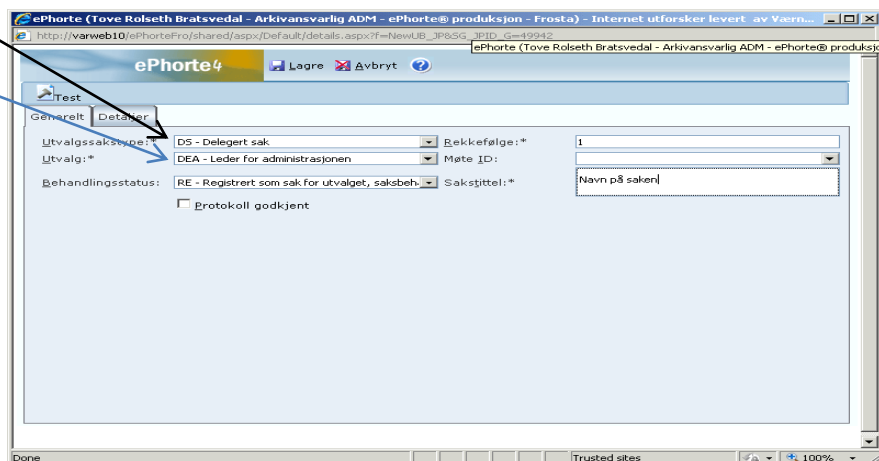 ePhorte (Tove Rolseth Bratsvedal - Arkivansvarlig ADM - ePhorte® produksjon - Frosta) - Internet utforsker levert av Værn...
http://varweb10/ePhorteFro/shared/aspx/Default/details.aspx?f=NewUB_JP&SG_JPID_G=49942
ePhorte (Tove Rolseth Bratsvedal - Arkivansvarlig ADM - ePhorte® produksjo
ePhorte4 Lagre Avbryt ?
Test
Generelt Detaljer
Utvalgssakstype:* DS - Delegert sak Rekkefølge:* 1
Utvalg:* DEA - Leder for administrasjonen Møte ID:
Behandlingsstatus: RE - Registrert som sak for utvalget, saksbeh. Sakstittel:* Navn på saken
Protokoll godkjent
Done Trusted sites 100%